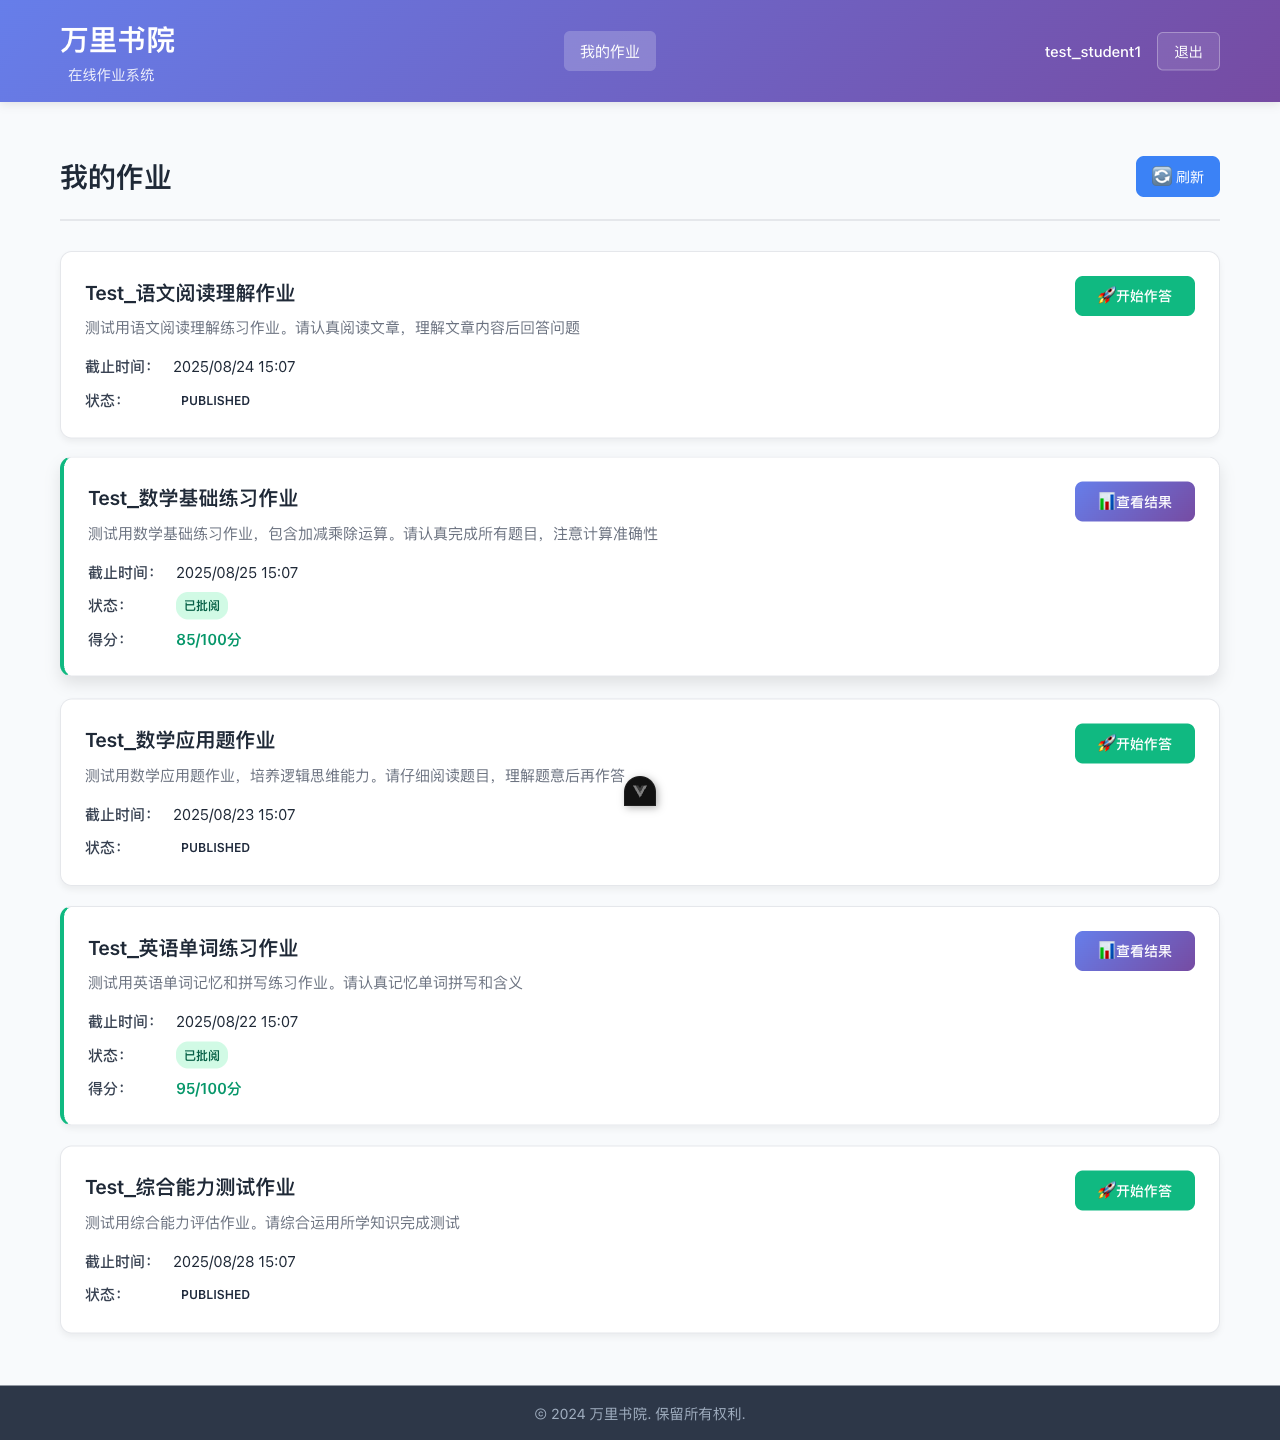 万里书院
在线作业系统
我的作业
test_student1
退出
我的作业
刷新
Test_语文阅读理解作业
开始作答
测试用语文阅读理解练习作业。请认真阅读文章，理解文章内容后回答问题
截止时间： 2025/08/24 15:07
状态： PUBLISHED
Test_数学基础练习作业
查看结果
测试用数学基础练习作业，包含加减乘除运算。请认真完成所有题目，注意计算准确性
截止时间： 2025/08/25 15:07
状态： 已批阅
得分： 85/100分
Test_数学应用题作业
开始作答
测试用数学应用题作业，培养逻辑思维能力。请仔细阅读题目，理解题意后再作答
截止时间： 2025/08/23 15:07
状态： PUBLISHED
Test_英语单词练习作业
查看结果
测试用英语单词记忆和拼写练习作业。请认真记忆单词拼写和含义
截止时间： 2025/08/22 15:07
状态： 已批阅
得分： 95/100分
Test_综合能力测试作业
开始作答
测试用综合能力评估作业。请综合运用所学知识完成测试
截止时间： 2025/08/28 15:07
状态： PUBLISHED
© 2024 万里书院. 保留所有权利.